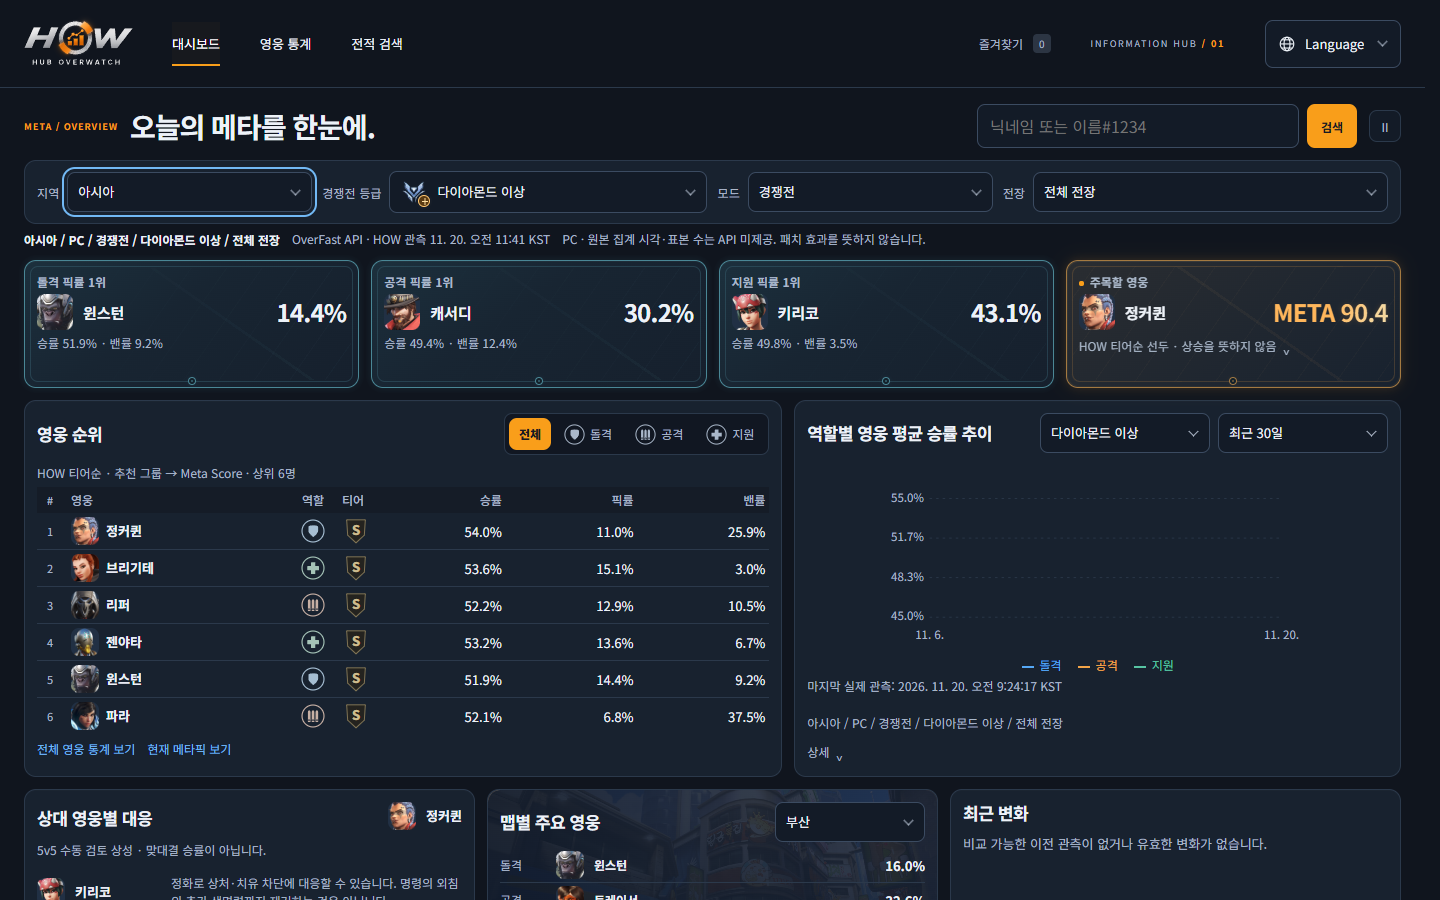 HOW
HUB OVERWATCH
대시보드
영웅 통계
전적 검색
즐겨찾기 0
INFORMATION HUB / 01
Language
META / OVERVIEW
오늘의 메타를 한눈에.
닉네임 또는 이름#1234
검색
지역
아시아
경쟁전 등급
다이아몬드 이상
모드
경쟁전
전장
전체 전장
아시아 / PC / 경쟁전 / 다이아몬드 이상 / 전체 전장
OverFast API · HOW 관측 11. 20. 오전 11:41 KST
PC · 원본 집계 시각·표본 수는 API 미제공. 패치 효과를 뜻하지 않습니다.
돌격 픽률 1위
윈스턴
14.4%
승률 51.9% · 밴률 9.2%
공격 픽률 1위
캐서디
30.2%
승률 49.4% · 밴률 12.4%
지원 픽률 1위
키리코
43.1%
승률 49.8% · 밴률 3.5%
주목할 영웅
정커퀸
META 90.4
HOW 티어순 선두 · 상승을 뜻하지 않음
영웅 순위
전체
돌격
공격
지원
HOW 티어순 · 추천 그룹 → Meta Score · 상위 6명
# 영웅 역할 티어 승률 픽률 밴률
1 정커퀸 S 54.0% 11.0% 25.9%
2 브리기테 S 53.6% 15.1% 3.0%
3 리퍼 S 52.2% 12.9% 10.5%
4 젠야타 S 53.2% 13.6% 6.7%
5 윈스턴 S 51.9% 14.4% 9.2%
6 파라 S 52.1% 6.8% 37.5%
전체 영웅 통계 보기
현재 메타픽 보기
역할별 영웅 평균 승률 추이
다이아몬드 이상
최근 30일
55.0%
51.7%
48.3%
45.0%
11. 6.
11. 20.
돌격
공격
지원
마지막 실제 관측: 2026. 11. 20. 오전 9:24:17 KST
아시아 / PC / 경쟁전 / 다이아몬드 이상 / 전체 전장
상세
상대 영웅별 대응
정커퀸
5v5 수동 검토 상성 · 맞대결 승률이 아닙니다.
키리코
정화로 상처·치유 차단에 대응할 수 있습니다. 명령의 외침
맵별 주요 영웅
부산
돌격
윈스턴
16.0%
최근 변화
비교 가능한 이전 관측이 없거나 유효한 변화가 없습니다.